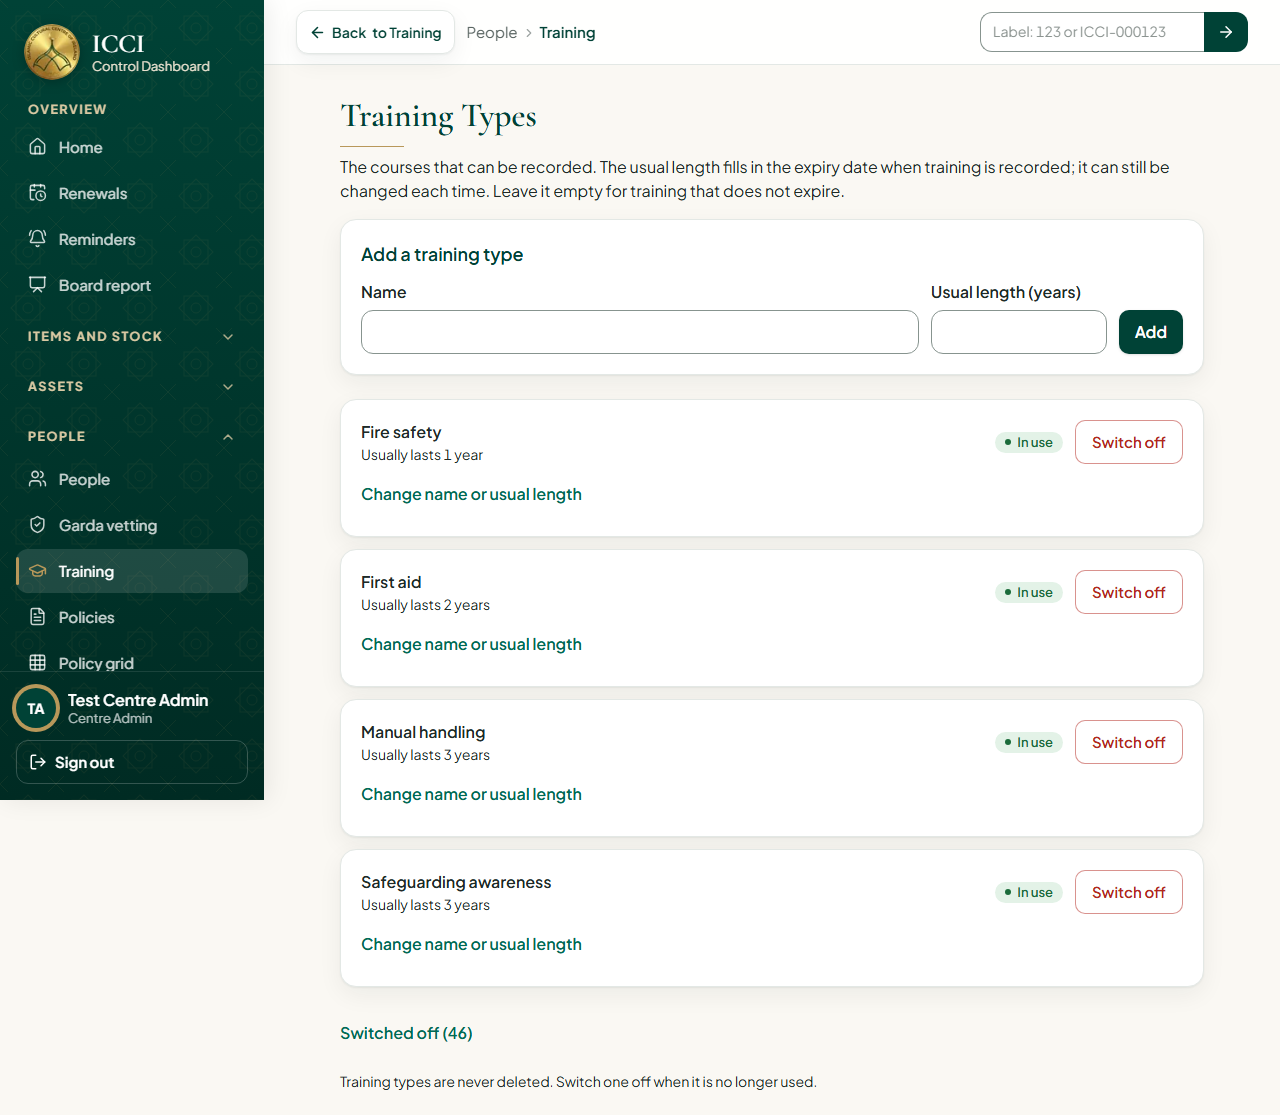 ICCI
Control Dashboard
OVERVIEW
Home
Renewals
Reminders
Board report
ITEMS AND STOCK
ASSETS
PEOPLE
People
Garda vetting
Training
Policies
Policy grid
TA
Test Centre Admin
Centre Admin
Sign out
Back to Training
People > Training
Label: 123 or ICCI-000123
Training Types
The courses that can be recorded. The usual length fills in the expiry date when training is recorded; it can still be
changed each time. Leave it empty for training that does not expire.
Add a training type
Name
Usual length (years)
Add
Fire safety
Usually lasts 1 year
In use
Switch off
Change name or usual length
First aid
Usually lasts 2 years
In use
Switch off
Change name or usual length
Manual handling
Usually lasts 3 years
In use
Switch off
Change name or usual length
Safeguarding awareness
Usually lasts 3 years
In use
Switch off
Change name or usual length
Switched off (46)
Training types are never deleted. Switch one off when it is no longer used.